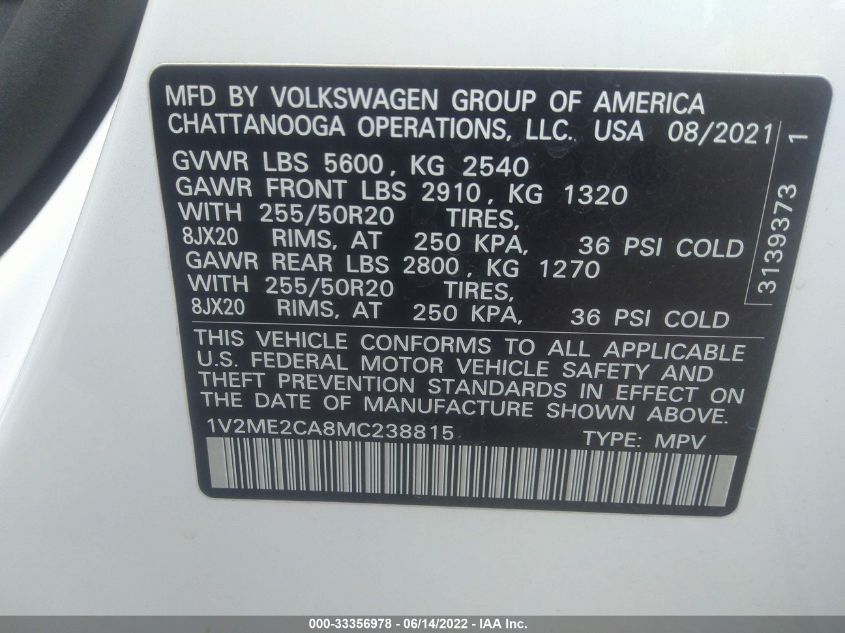 MFD BY VOLKSWAGEN GROUP OF AMERICA
CHATTANOOGA OPERATIONS, LLC. USA 08/2021
GVWR LBS 5600, KG 2540
GAWR FRONT LBS 2910, KG 1320
WITH 255/50R20 TIRES,
8JX20 RIMS, AT 250 KPA, 36 PSI COLD
GAWR REAR LBS 2800, KG 1270
WITH 255/50R20 TIRES,
8JX20 RIMS, AT 250 KPA, 36 PSI COLD
THIS VEHICLE CONFORMS TO ALL APPLICABLE
U.S. FEDERAL MOTOR VEHICLE SAFETY AND
THEFT PREVENTION STANDARDS IN EFFECT ON
THE DATE OF MANUFACTURE SHOWN ABOVE.
1V2ME2CA8MC238815 TYPE: MPV
3139373 1
000-33356978 - 06/14/2022 - IAA Inc.